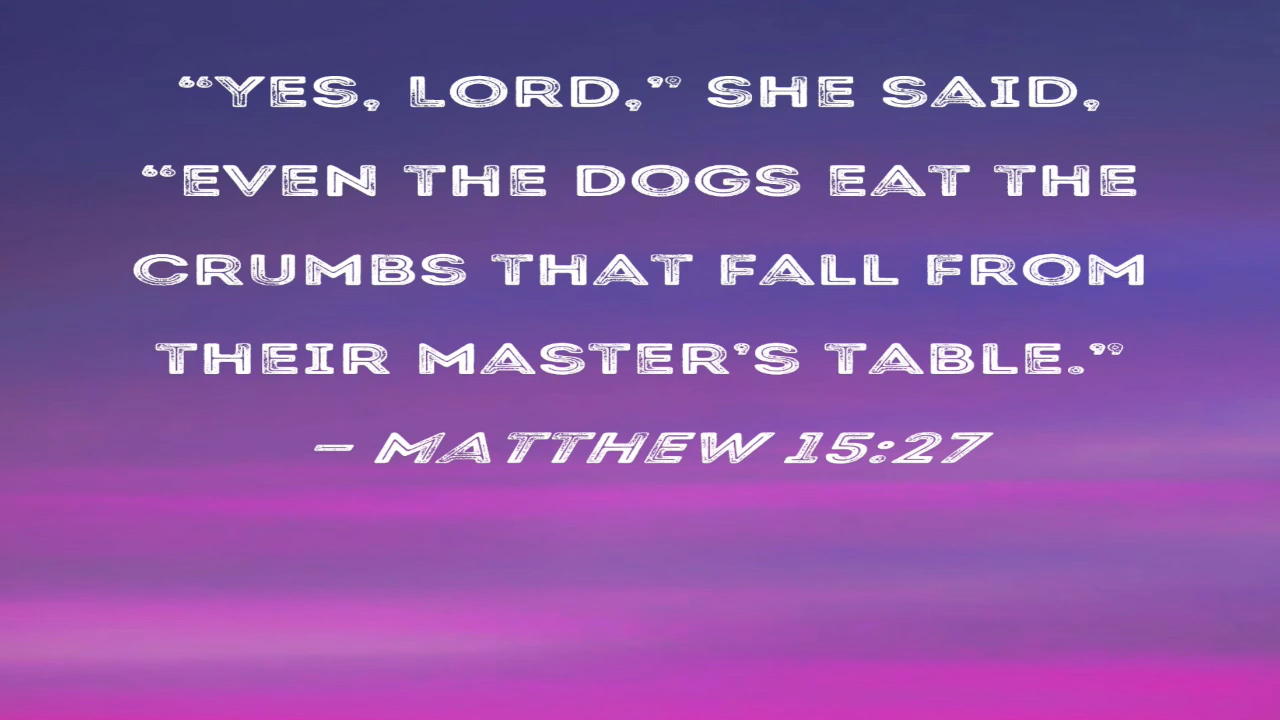 “YES, LORD,” SHE SAID,
“EVEN THE DOGS EAT THE
CRUMBS THAT FALL FROM
THEIR MASTER’S TABLE.”
– MATTHEW 15:27